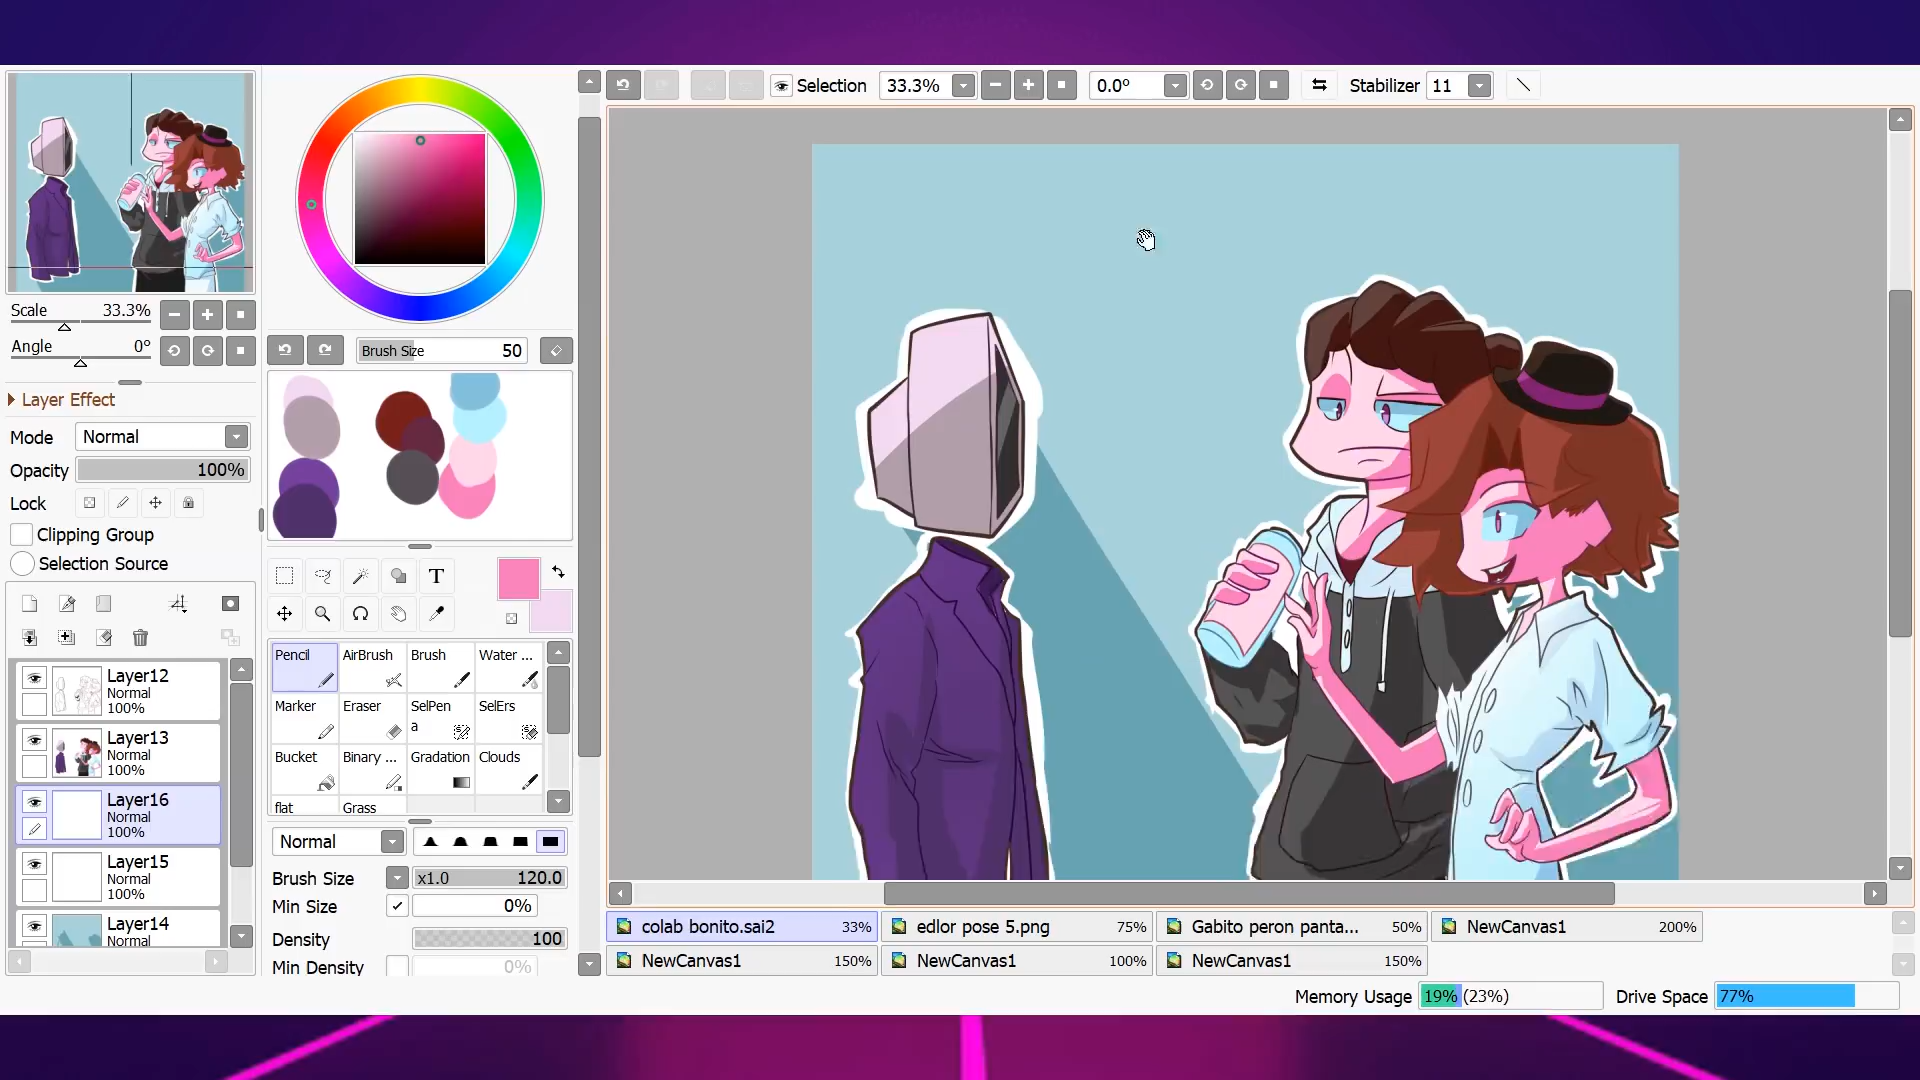 Selection 33.3% 0.0° Stabilizer 11
Scale 33.3%
Angle 0°
Layer Effect
Mode Normal
Opacity 100%
Lock
Clipping Group
Selection Source
Layer12
Normal
100%
Layer13
Normal
100%
Layer16
Normal
100%
Layer15
Normal
100%
Layer14
Normal
Brush Size 50
T
Pencil AirBrush Brush Water ...
Marker Eraser SelPen SelErs
a
Bucket Binary ... Gradation Clouds
flat Grass
Normal
Brush Size x1.0 120.0
Min Size 0%
Density 100
Min Density 0%
colab bonito.sai2 33% edlor pose 5.png 75% Gabito peron panta... 50% NewCanvas1 200%
NewCanvas1 150% NewCanvas1 100% NewCanvas1 150%
Memory Usage 19% (23%) Drive Space 77%